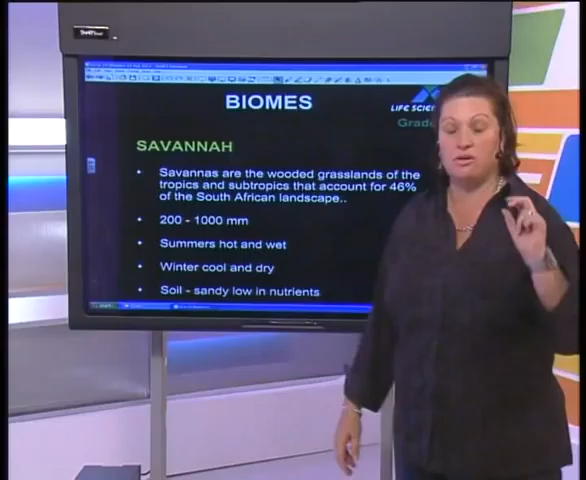 BIOMES
LIFE SCIEN
Grade
SAVANNAH
• Savannas are the wooded grasslands of the
tropics and subtropics that account for 46%
of the South African landscape..
• 200 - 1000 mm
• Summers hot and wet
• Winter cool and dry
• Soil - sandy low in nutrients